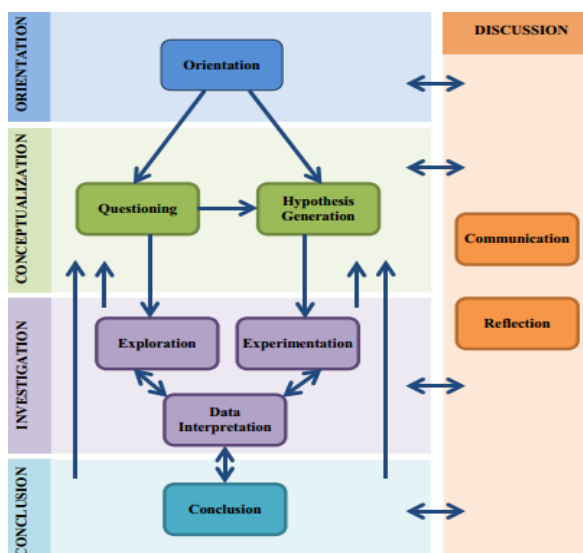 DISCUSSION
ORIENTATION
Orientation
CONCEPTUALIZATION
Questioning
Hypothesis
Generation
Communication
Reflection
INVESTIGATION
Exploration
Experimentation
Data
Interpretation
CONCLUSION
Conclusion